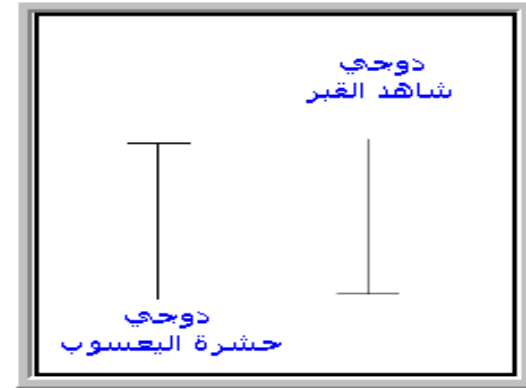 دوجي
شاهد القبر
دوجي
حشرة اليعسوب